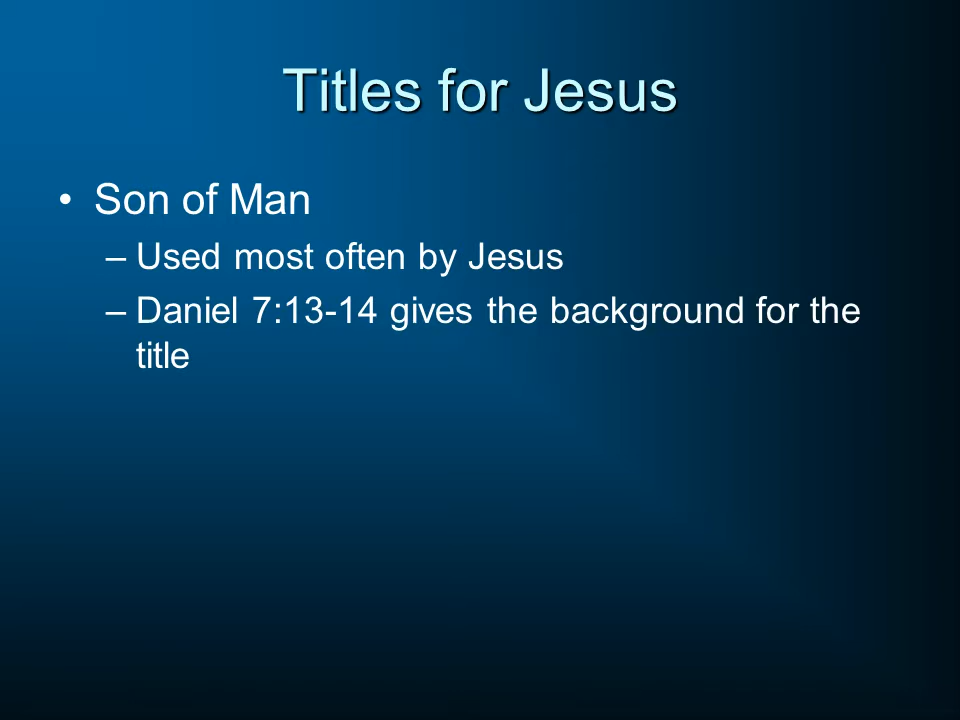 Titles for Jesus
• Son of Man
– Used most often by Jesus
– Daniel 7:13-14 gives the background for the
title